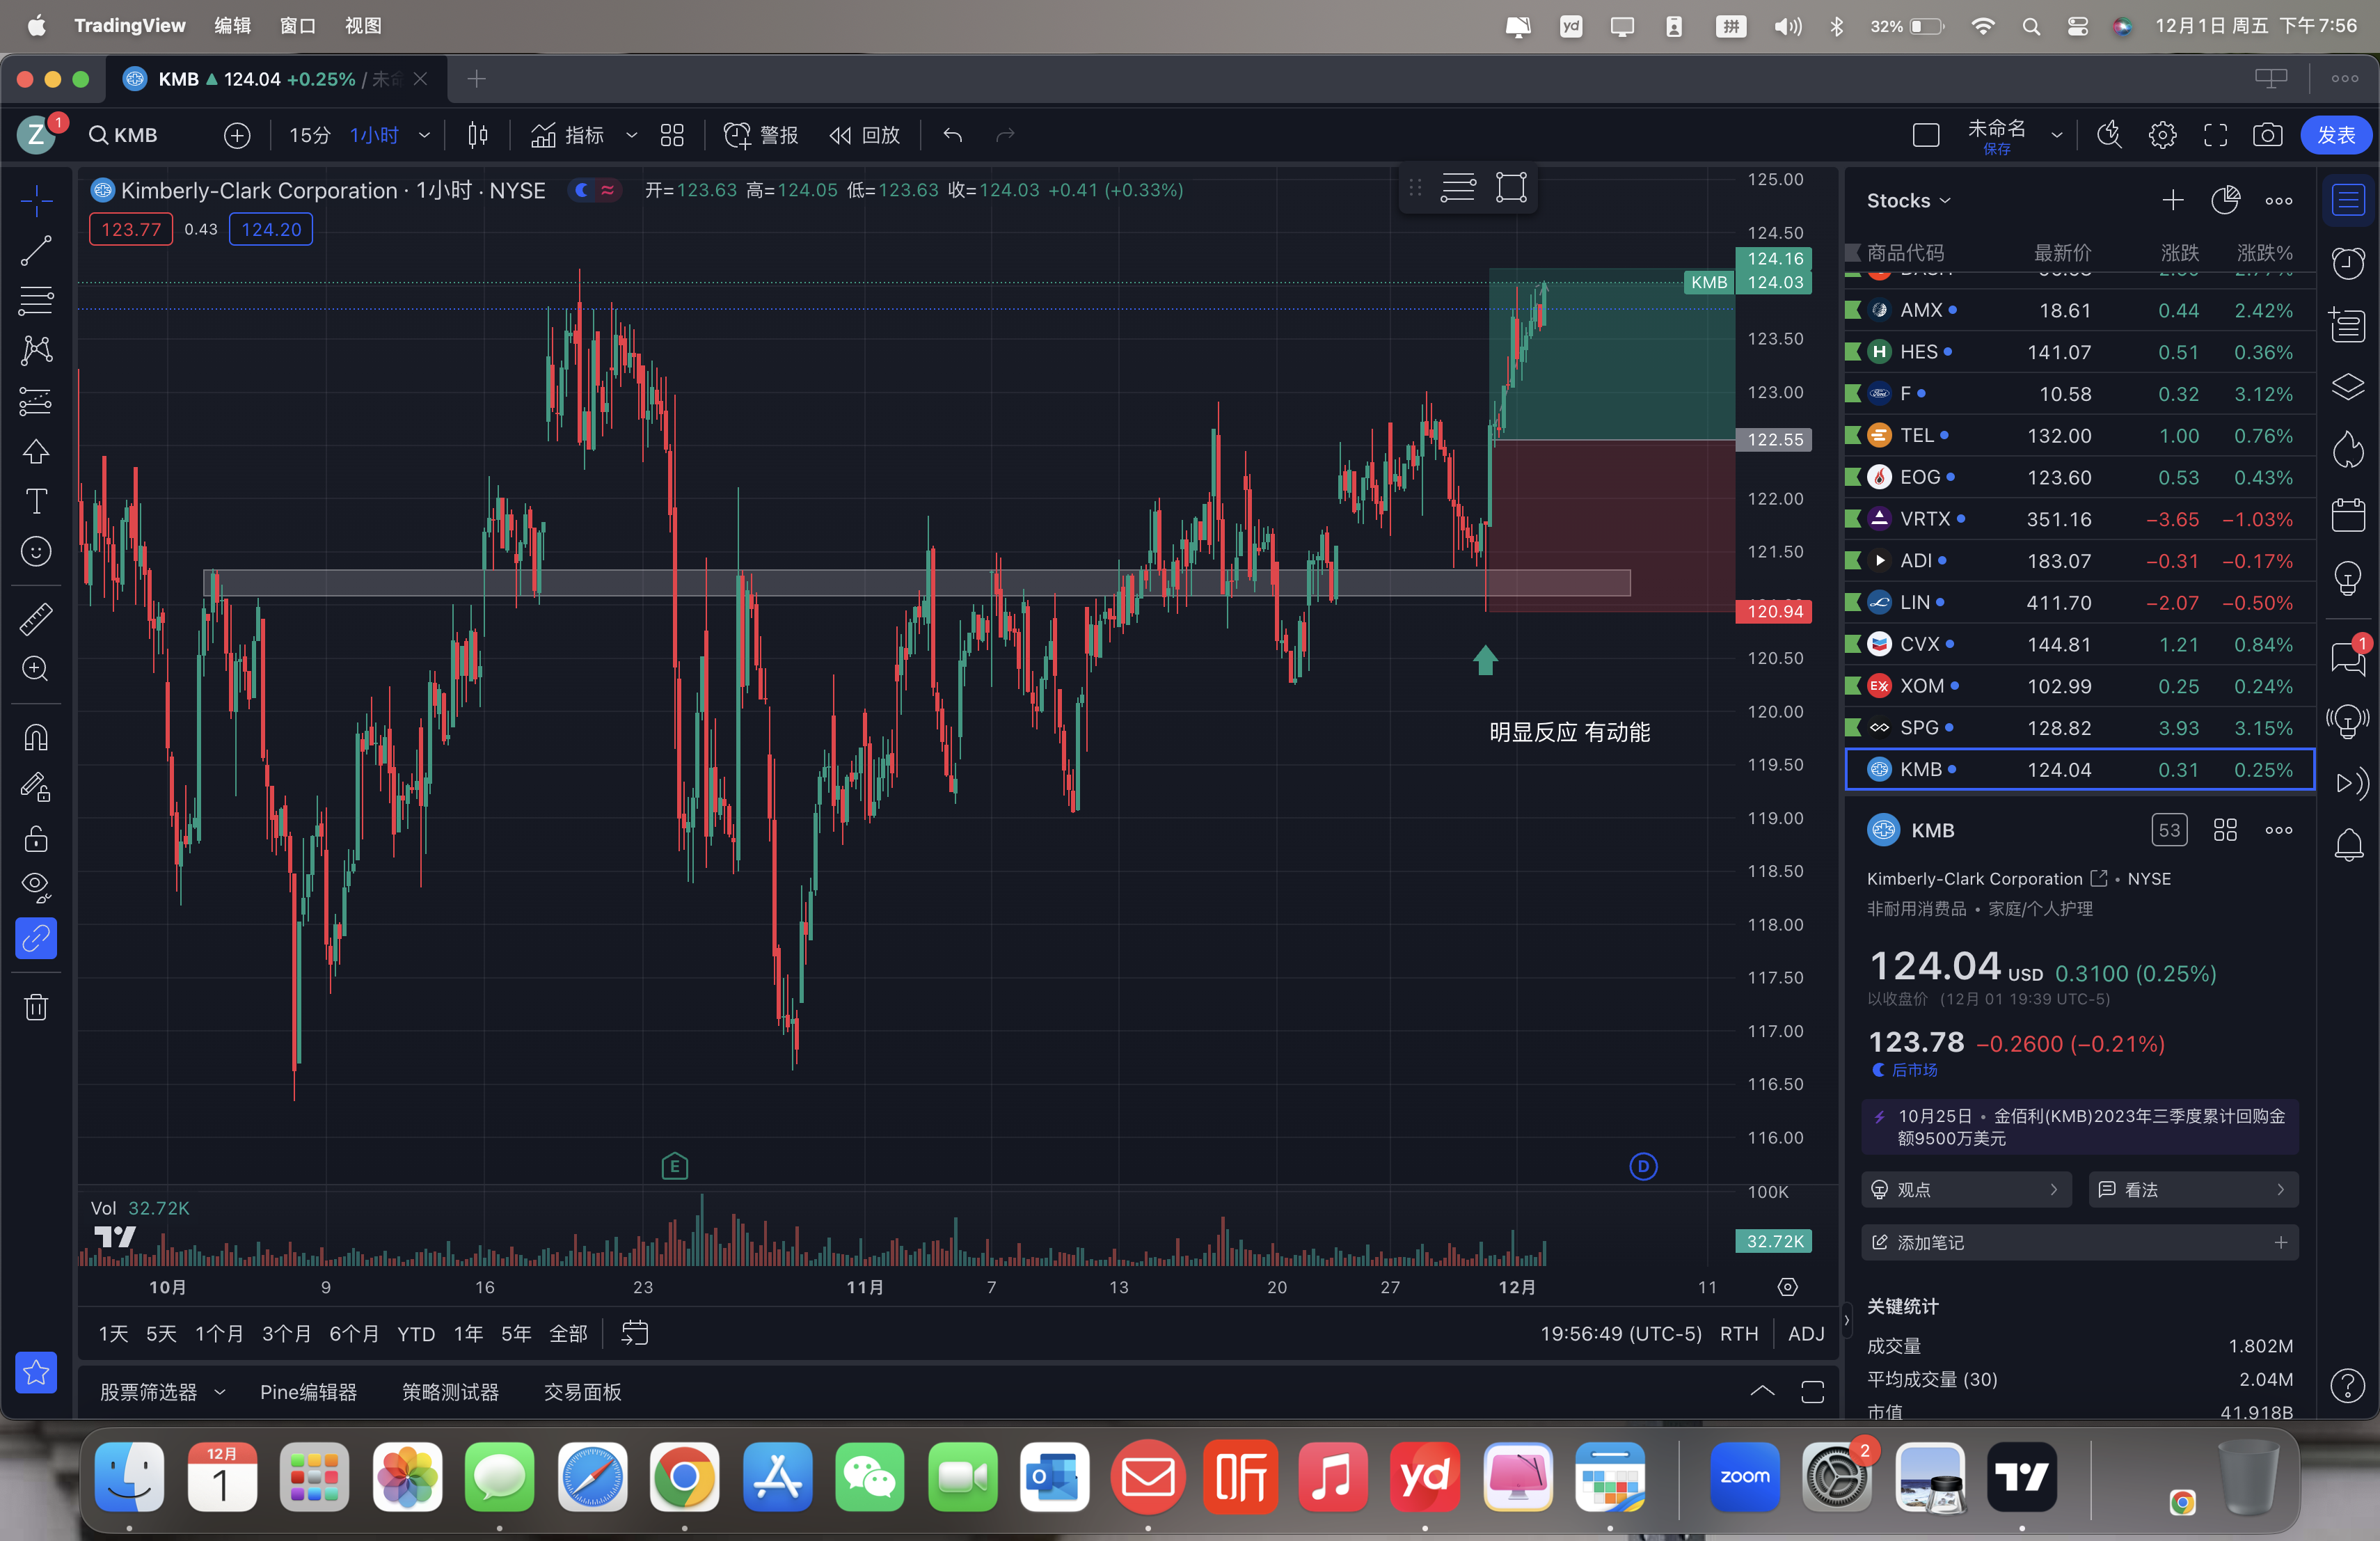 TradingView 编辑 窗口 视图
yd 拼 32% 12月1日 周五 下午7:56
KMB 124.04 +0.25% / 未命
Z 1 KMB 15分 1小时 指标 警报 回放 未命名 保存 发表
Kimberly-Clark Corporation · 1小时 · NYSE 开=123.63 高=124.05 低=123.63 收=124.03 +0.41 (+0.33%)
123.77 0.43 124.20
125.00
124.50
124.16
KMB 124.03
123.50
123.00
122.55
122.00
121.50
120.94
120.50
120.00
119.50
119.00
118.50
118.00
117.50
117.00
116.50
116.00
明显反应 有动能
E D
100K
Vol 32.72K
32.72K
10月 9 16 23 11月 7 13 20 27 12月 11
1天 5天 1个月 3个月 6个月 YTD 1年 5年 全部 19:56:49 (UTC-5) RTH ADJ
股票筛选器 Pine编辑器 策略测试器 交易面板
Stocks
商品代码 最新价 涨跌 涨跌%
AMX 18.61 0.44 2.42%
H HES 141.07 0.51 0.36%
F 10.58 0.32 3.12%
TEL 132.00 1.00 0.76%
EOG 123.60 0.53 0.43%
VRTX 351.16 −3.65 −1.03%
ADI 183.07 −0.31 −0.17%
LIN 411.70 −2.07 −0.50%
CVX 144.81 1.21 0.84%
XOM 102.99 0.25 0.24%
SPG 128.82 3.93 3.15%
KMB 124.04 0.31 0.25%
1
KMB 53
Kimberly-Clark Corporation • NYSE
非耐用消费品 • 家庭/个人护理
124.04 USD 0.3100 (0.25%)
以收盘价 (12月 01 19:39 UTC-5)
123.78 −0.2600 (−0.21%)
后市场
10月25日 • 金佰利(KMB)2023年三季度累计回购金
额9500万美元
观点 看法
添加笔记
关键统计
成交量 1.802M
平均成交量 (30) 2.04M
市值 41.918B
12月
1
听 yd zoom 2